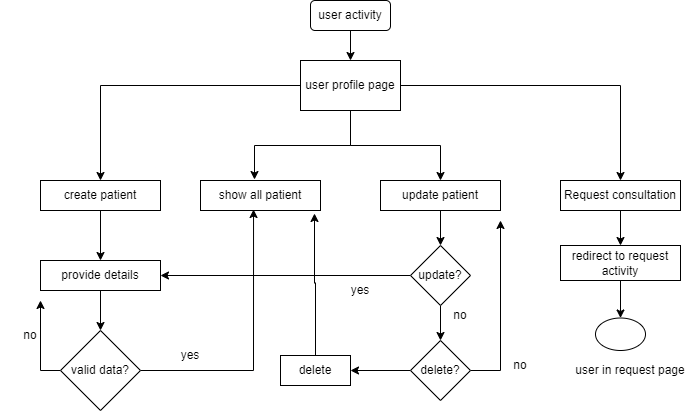 user activity
user profile page
create patient
show all patient
update patient
Request consultation
provide details
update?
redirect to request
activity
yes
no
no
yes
valid data?
delete
delete?
no
user in request page